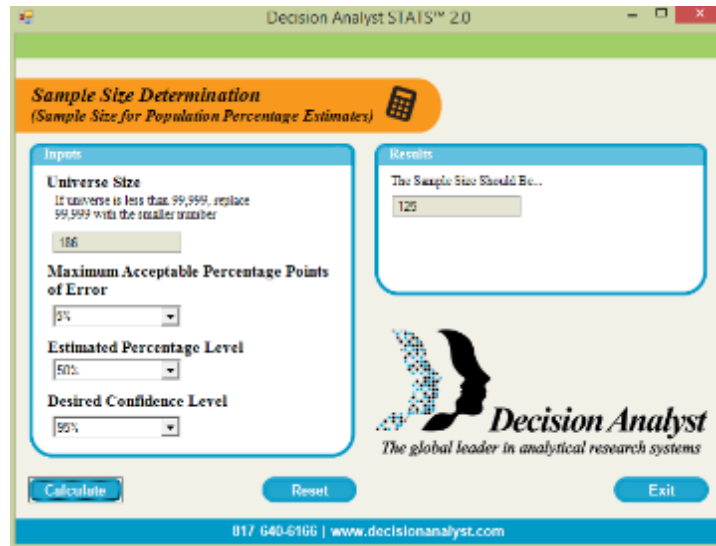 Decision Analyst STATS™ 2.0
Sample Size Determination
(Sample Size for Population Percentage Estimates)
Inputs
Universe Size
If universe is less than 99,999, replace
99,999 with the smaller number
186
Maximum Acceptable Percentage Points
of Error
5%
Estimated Percentage Level
50%
Desired Confidence Level
95%
Results
The Sample Size Should Be...
125
Decision Analyst
The global leader in analytical research systems
Calculate
Reset
Exit
817 640-6166 | www.decisionanalyst.com